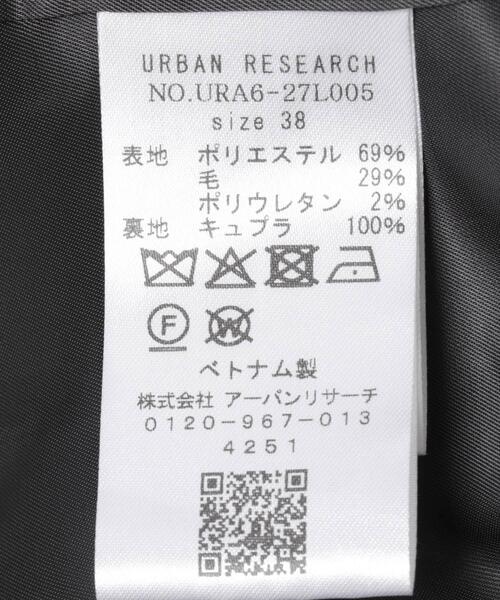 URBAN RESEARCH
NO.URA6-27L005
size 38
表地 ポリエステル 69%
毛 29%
ポリウレタン 2%
裏地 キュプラ 100%
F W
ベトナム製
株式会社 アーバンリサーチ
0120-967-013
4251